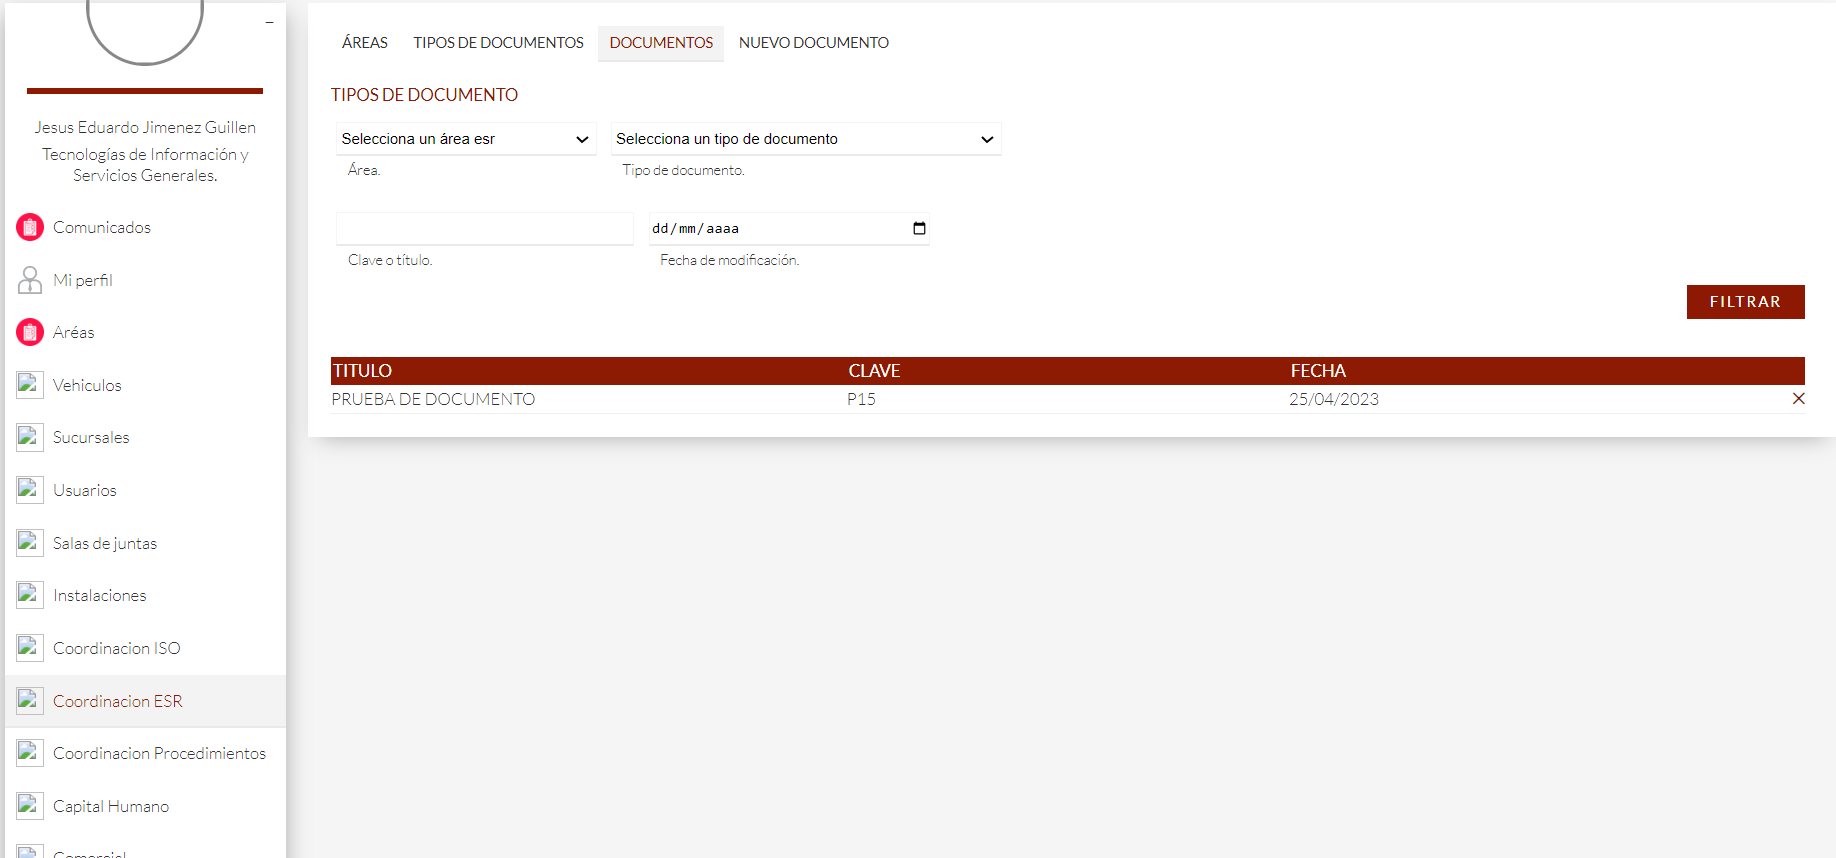 Jesus Eduardo Jimenez Guillen
Tecnologías de Información y
Servicios Generales.
Comunicados
Mi perfil
Aréas
Vehiculos
Sucursales
Usuarios
Salas de juntas
Instalaciones
Coordinacion ISO
Coordinacion ESR
Coordinacion Procedimientos
Capital Humano
Comercial
ÁREAS TIPOS DE DOCUMENTOS DOCUMENTOS NUEVO DOCUMENTO
TIPOS DE DOCUMENTO
Selecciona un área esr Selecciona un tipo de documento
Área. Tipo de documento.
dd/mm/aaaa
Clave o título. Fecha de modificación.
FILTRAR
TITULO CLAVE FECHA
PRUEBA DE DOCUMENTO P15 25/04/2023